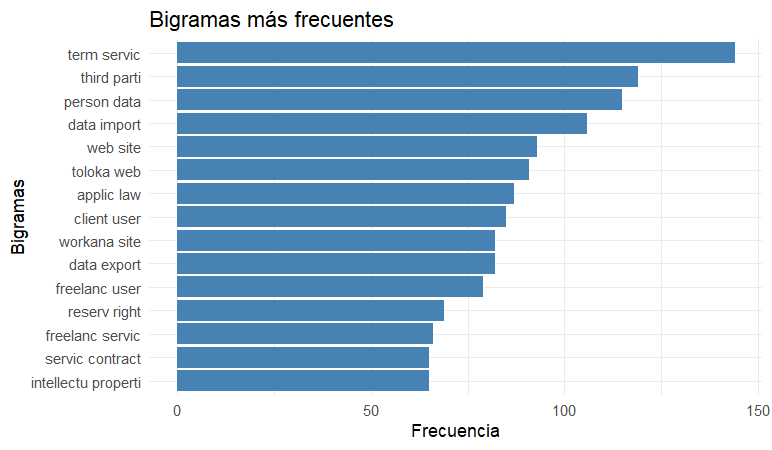 Bigramas más frecuentes
Bigramas
term servic
third parti
person data
data import
web site
toloka web
applic law
client user
workana site
data export
freelanc user
reserv right
freelanc servic
servic contract
intellectu properti
0 50 100 150
Frecuencia